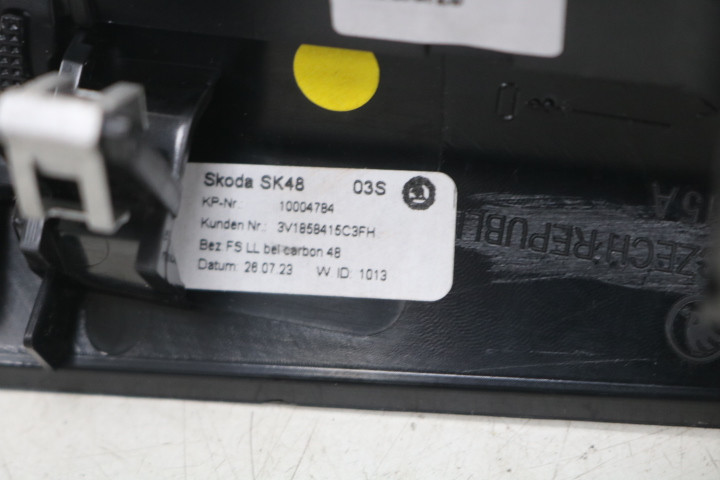 Skoda SK48 03S
KP-Nr.: 10004784
Kunden Nr.: 3V1858415C3FH
Bez FS LL bel carbon 48
Datum: 26.07.23 W ID: 1013